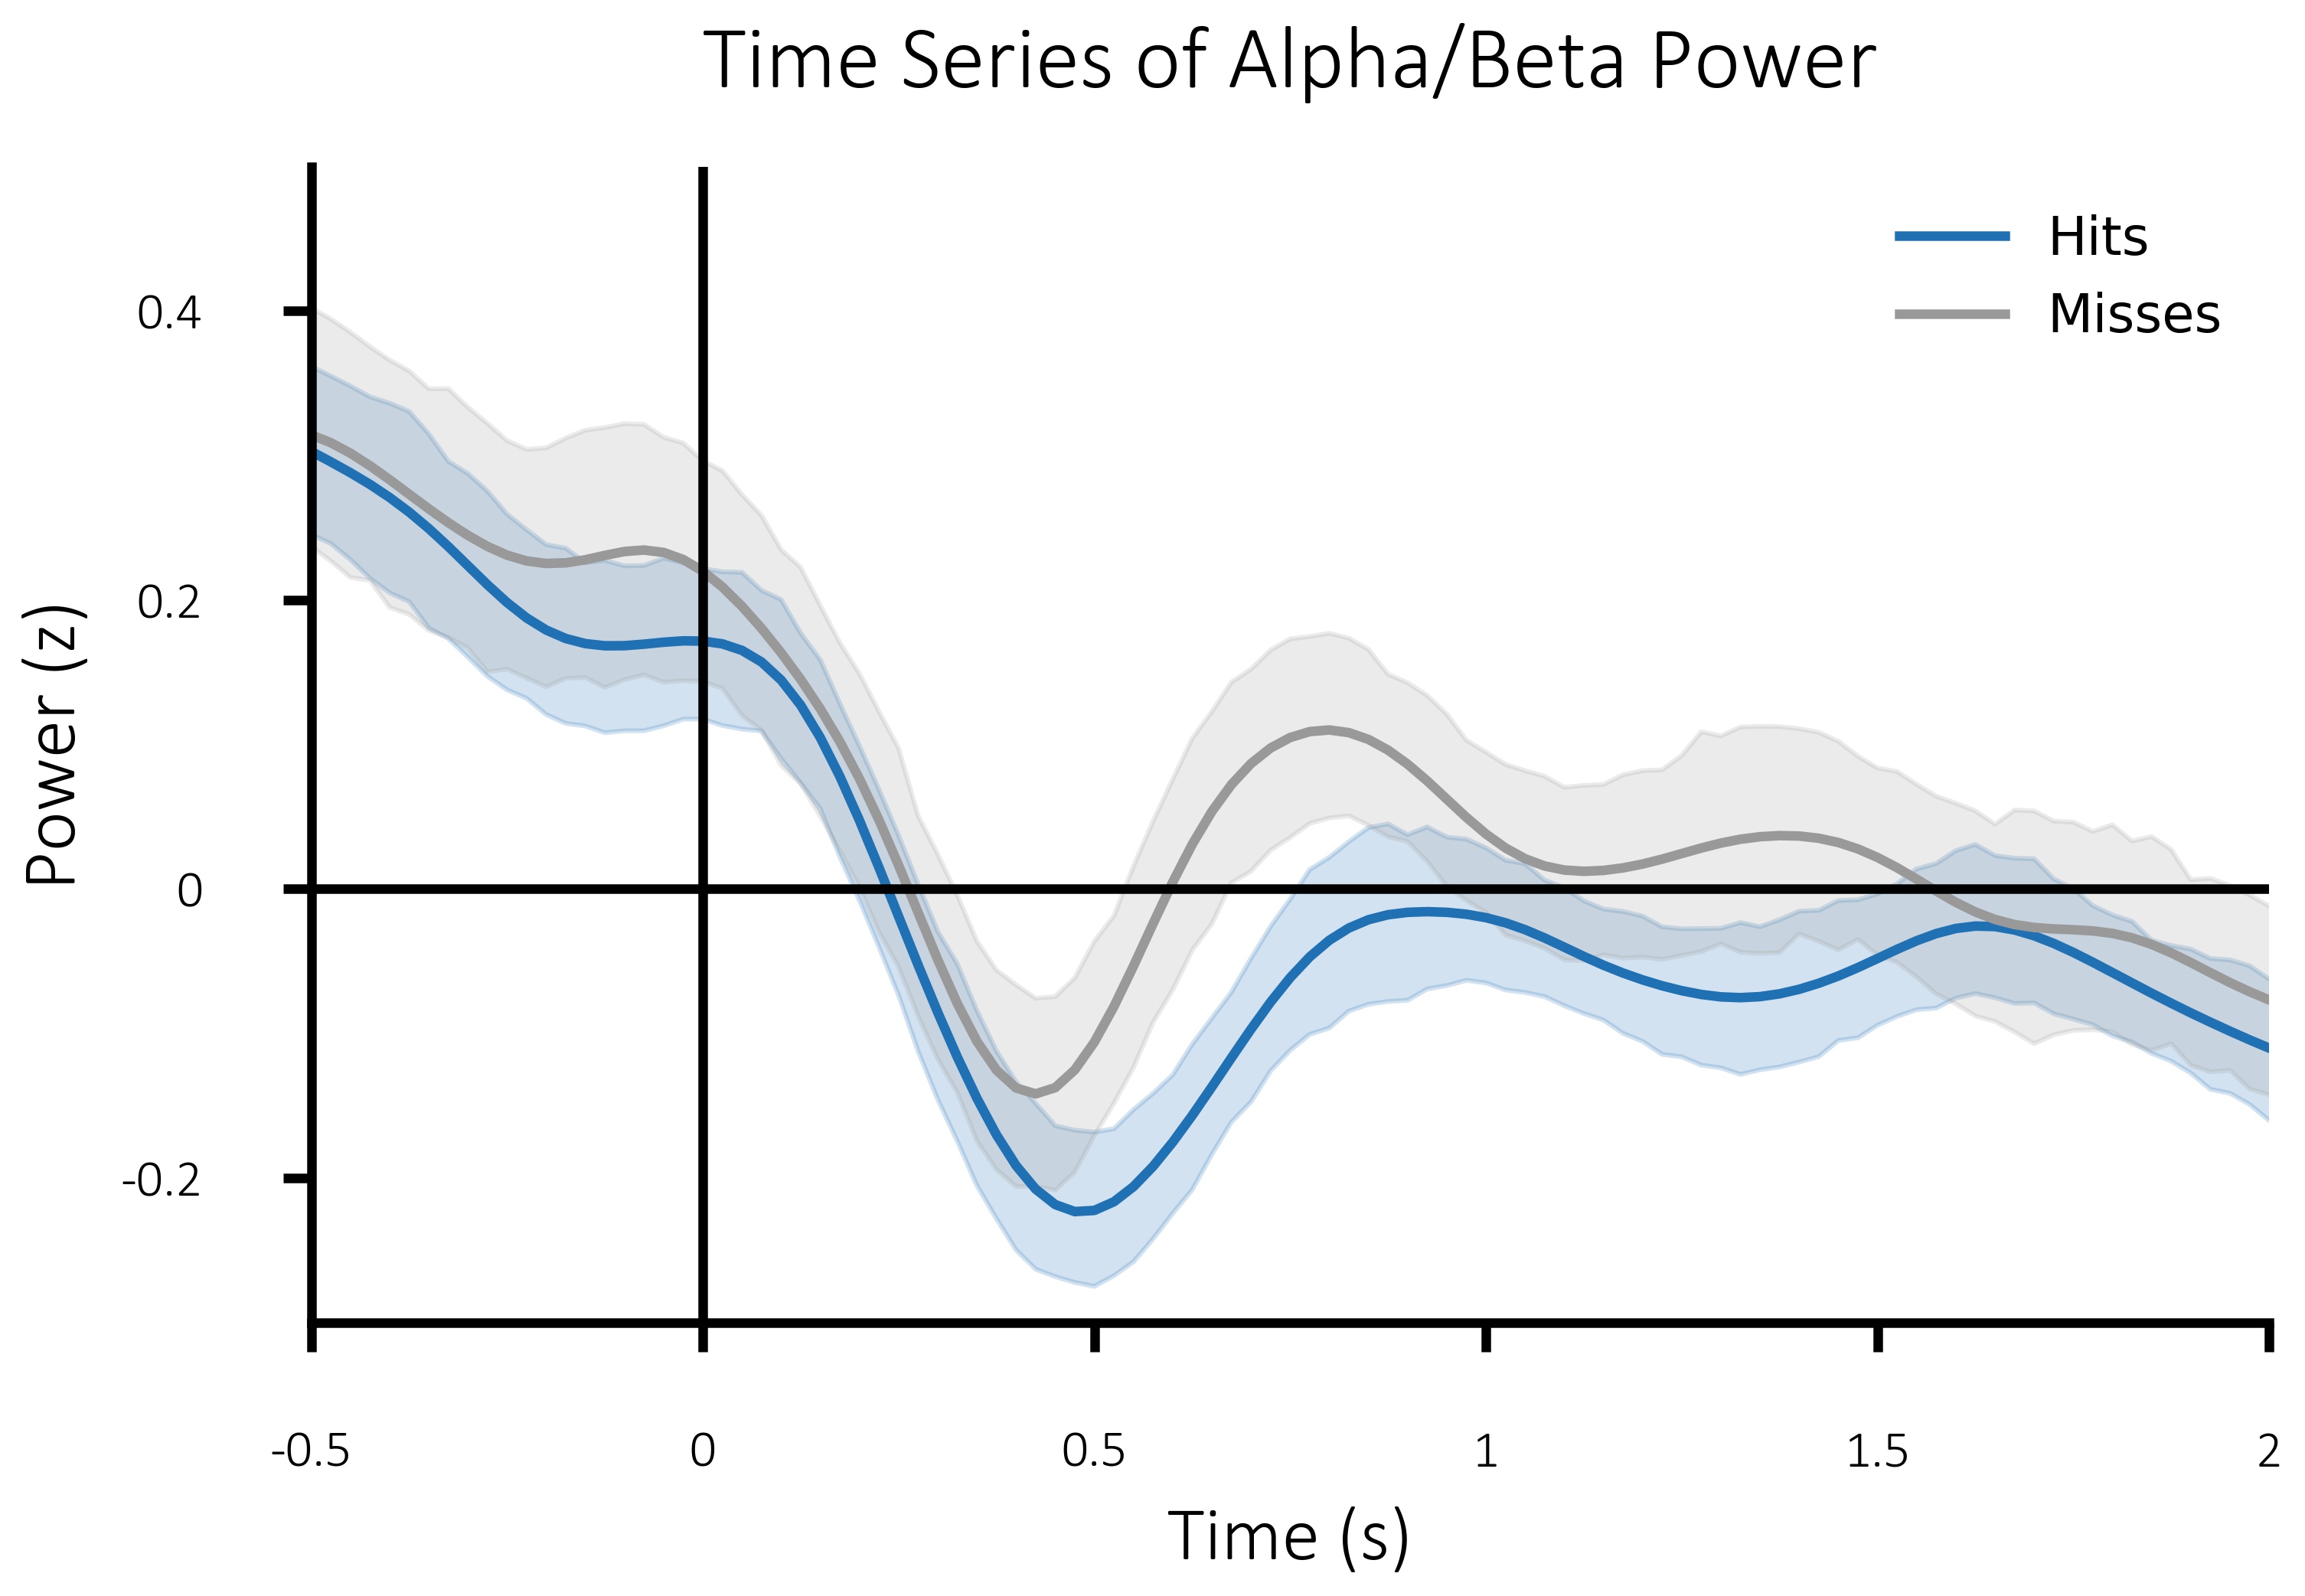 Time Series of Alpha/Beta Power
Hits
Misses
Power (z)
0.4
0.2
0
-0.2
-0.5 0 0.5 1 1.5 2
Time (s)